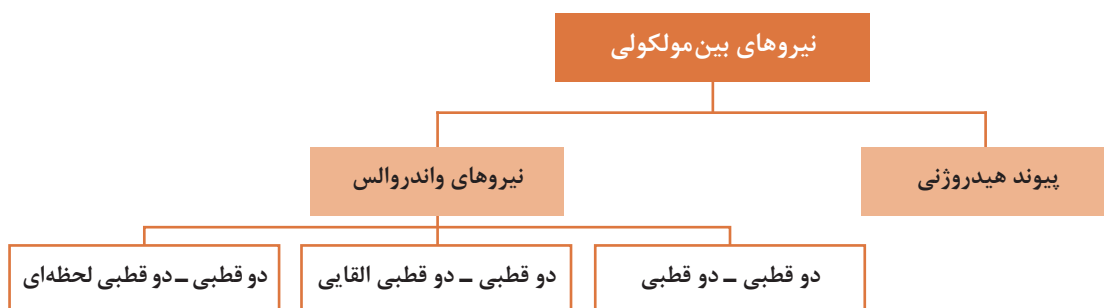 نیروهای بین‌مولکولی
پیوند هیدروژنی
نیروهای واندروالس
دو قطبی ــ دو قطبی
دو قطبی ــ دو قطبی القایی
دو قطبی ــ دو قطبی لحظه‌ای